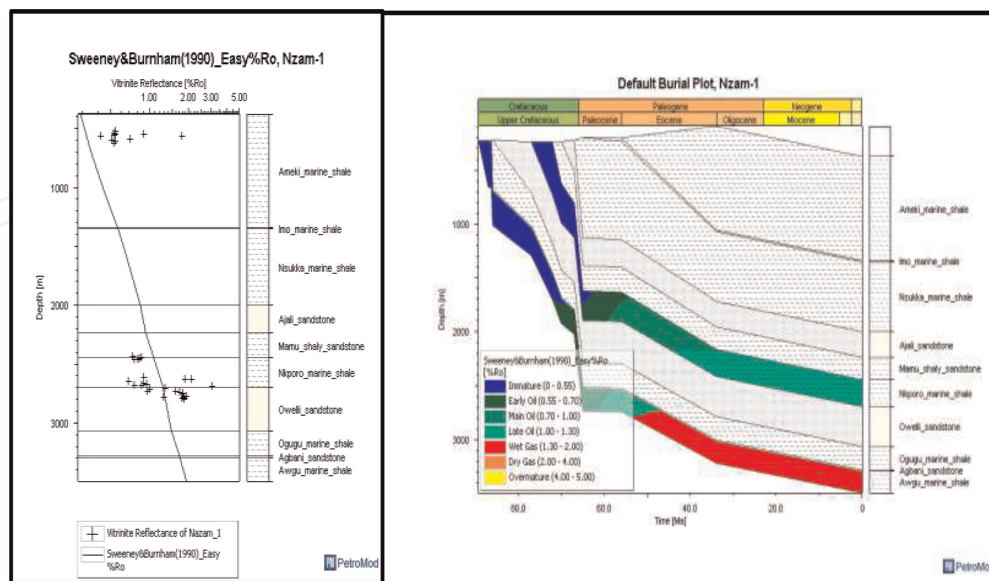 Sweeney&Burnham(1990)_Easy%Ro, Nzam-1
Vitrinite Reflectance [%Ro]
1.00 2.00 3.00 5.00
Depth [m]
1000
2000
3000
Ameki_marine_shale
Imo_marine_shale
Nsukka_marine_shale
Ajali_sandstone
Mamu_shaly_sandstone
Nkporo_marine_shale
Owelli_sandstone
Ogugu_marine_shale
Agbani_sandstone
Awgu_marine_shale
Vitrinite Reflectance of Nazam_1
Sweeney&Burnham(1990)_Easy
%Ro
PetroMod
Default Burial Plot, Nzam-1
Cretaceous Paleogene Neogene
Upper Cretaceous Paleocene Eocene Oligocene Miocene
Depth [m]
1000
2000
3000
Ameki_marine_shale
Imo_marine_shale
Nsukka_marine_shale
Ajali_sandstone
Mamu_shaly_sandstone
Nkporo_marine_shale
Owelli_sandstone
Ogugu_marine_shale
Agbani_sandstone
Awgu_marine_shale
Sweeney&Burnham(1990)_Easy%Ro
[%Ro]
Immature (0 - 0.55)
Early Oil (0.55 - 0.70)
Main Oil (0.70 - 1.00)
Late Oil (1.00 - 1.30)
Wet Gas (1.30 - 2.00)
Dry Gas (2.00 - 4.00)
Overmature (4.00 - 5.00)
80.0 60.0 40.0 20.0 0
Time [Ma]
PetroMod